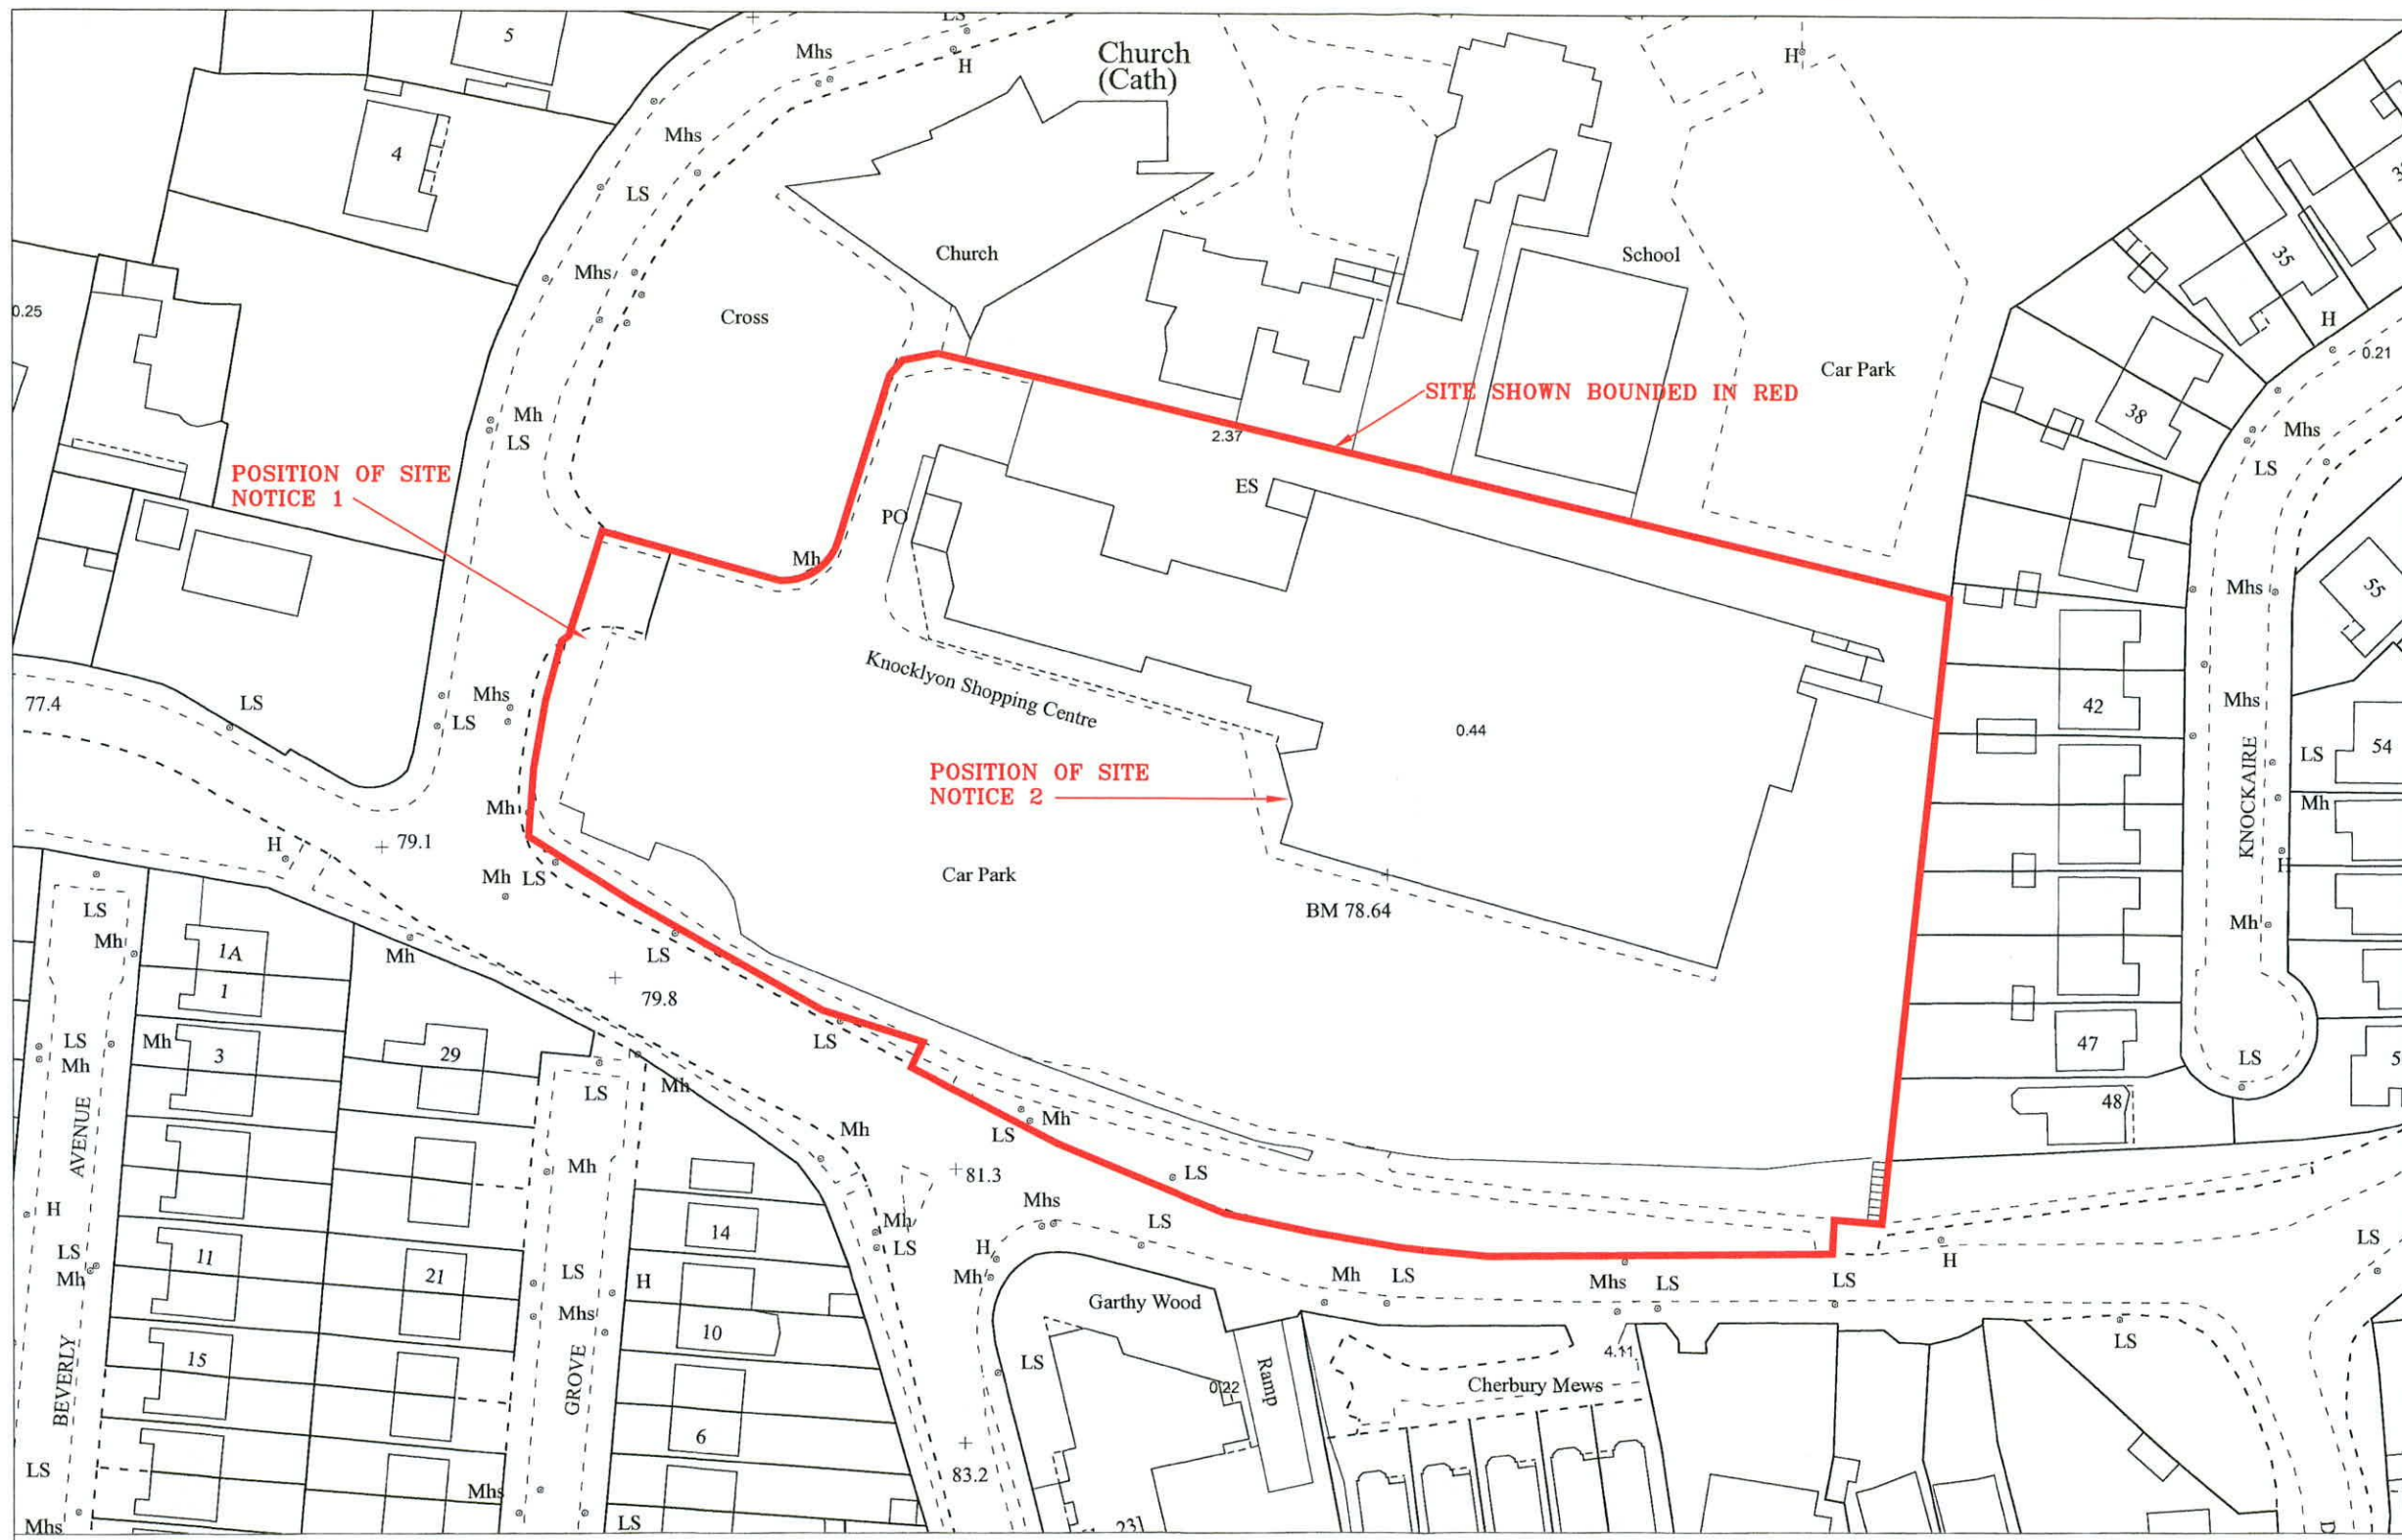 5
Mhs
LS
H
Church
(Cath)
H
4
Mhs
LS
Church
School
35
Mhs
Cross
0.25
H
0.21
38
Car Park
SITE SHOWN BOUNDED IN RED
Mh
LS
2.37
Mhs
LS
POSITION OF SITE
NOTICE 1
ES
PO
Mh
Mhs
55
Knocklyon Shopping Centre
77.4
LS
Mhs
LS
42
Mhs
0.44
54
LS
KNOCKAIRE
POSITION OF SITE
NOTICE 2
Mh
Mh
79.1
H
H
Mh
LS
Car Park
BM 78.64
LS
Mh
Mh
1A
1
Mh
LS
79.8
LS
Mh
LS
Mh
3
29
LS
47
LS
Mh
LS
48
AVENUE
Mh
Mh
LS
Mh
81.3
LS
H
Mhs
14
Mh
LS
LS
LS
Mh
11
21
LS
H
Mhs
H
Mh
Mh
LS
Mhs
LS
LS
H
LS
Garthy Wood
BEVERLY
15
GROVE
10
LS
Ramp
0.22
4.11
Cherbury Mews
LS
6
LS
83.2
Mhs
Mhs
LS